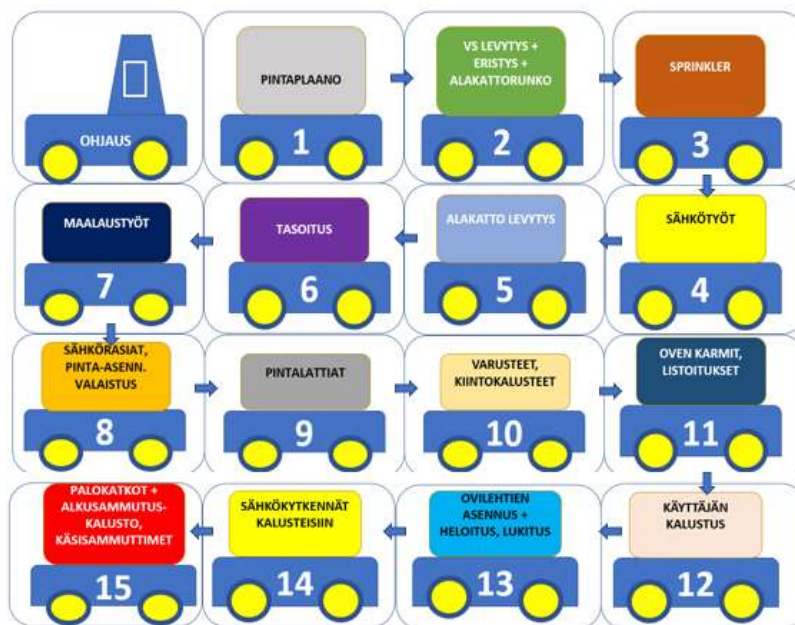 OHJAUS
PINTAPLAANO
1
VS LEVYTYS +
ERISTYS +
ALAKATTORUNKO
2
SPRINKLER
3
SÄHKÖTYÖT
4
ALAKATTO LEVYTYS
5
TASOITUS
6
MAALAUSTYÖT
7
SÄHKÖRASIAT,
PINTA-ASENN.
VALAISTUS
8
PINTALATTIAT
9
VARUSTEET,
KIINTOKALUSTEET
10
OVEN KARMIT,
LISTOITUKSET
11
KÄYTTÄJÄN
KALUSTUS
12
OVILEHTIEN
ASENNUS +
HELOITUS, LUKITUS
13
SÄHKÖKYTKENNÄT
KALUSTEISIIN
14
PALOKATKOT +
ALKUSAMMUTUS-
KALUSTO,
KÄSISAMMUTTIMET
15